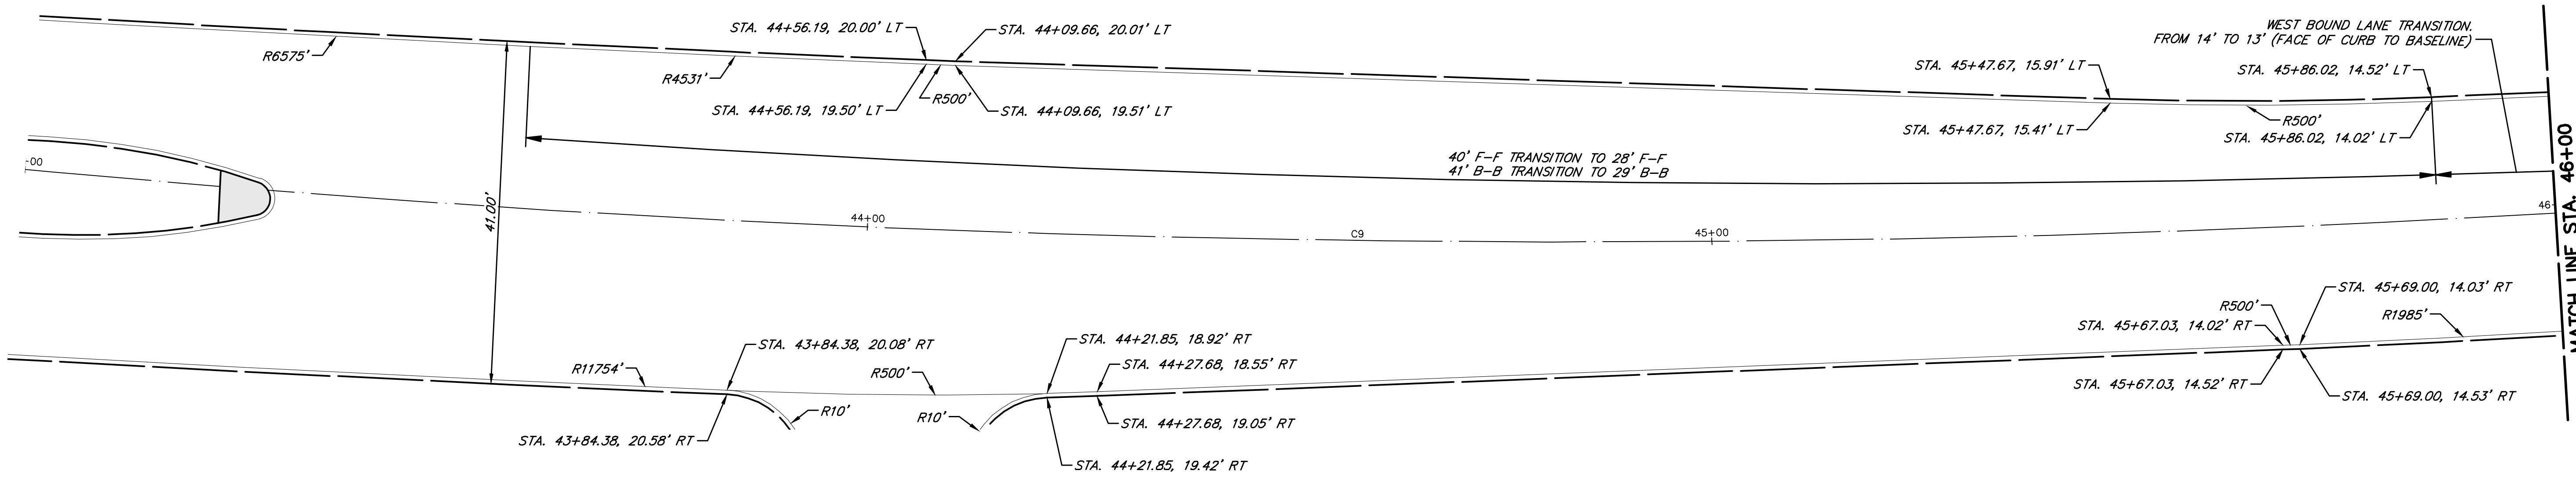 STA. 44+56.19, 20.00' LT
STA. 44+09.66, 20.01' LT
WEST BOUND LANE TRANSITION.
FROM 14' TO 13' (FACE OF CURB TO BASELINE)
R6575'
R4531'
STA. 45+47.67, 15.91' LT
STA. 45+86.02, 14.52' LT
R500'
STA. 44+56.19, 19.50' LT
STA. 44+09.66, 19.51' LT
R500'
STA. 45+47.67, 15.41' LT
STA. 45+86.02, 14.02' LT
40' F-F TRANSITION TO 28' F-F
41' B-B TRANSITION TO 29' B-B
-00
41.00'
44+00
C9
45+00
46-
MATCH LINE STA. 46+00
STA. 45+69.00, 14.03' RT
R500'
R1985'
STA. 45+67.03, 14.02' RT
STA. 43+84.38, 20.08' RT
STA. 44+21.85, 18.92' RT
R11754'
R500'
STA. 44+27.68, 18.55' RT
STA. 45+67.03, 14.52' RT
STA. 45+69.00, 14.53' RT
R10'
R10'
STA. 44+27.68, 19.05' RT
STA. 43+84.38, 20.58' RT
STA. 44+21.85, 19.42' RT